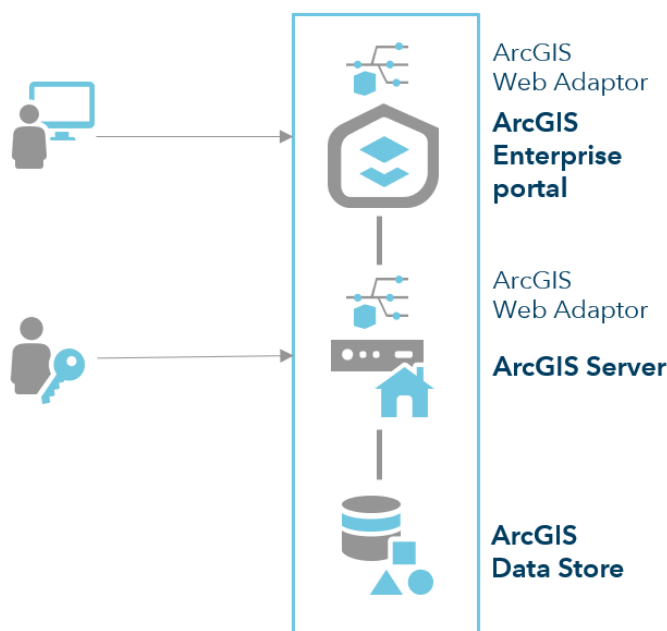 ArcGIS
Web Adaptor
ArcGIS
Enterprise
portal
ArcGIS
Web Adaptor
ArcGIS Server
ArcGIS
Data Store